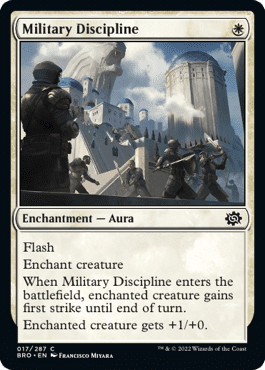 Military Discipline
Enchantment — Aura
Flash
Enchant creature
When Military Discipline enters the
battlefield, enchanted creature gains
first strike until end of turn.
Enchanted creature gets +1/+0.
017/287 C
BRO • EN Francisco Miyara
™ & © 2022 Wizards of the Coast